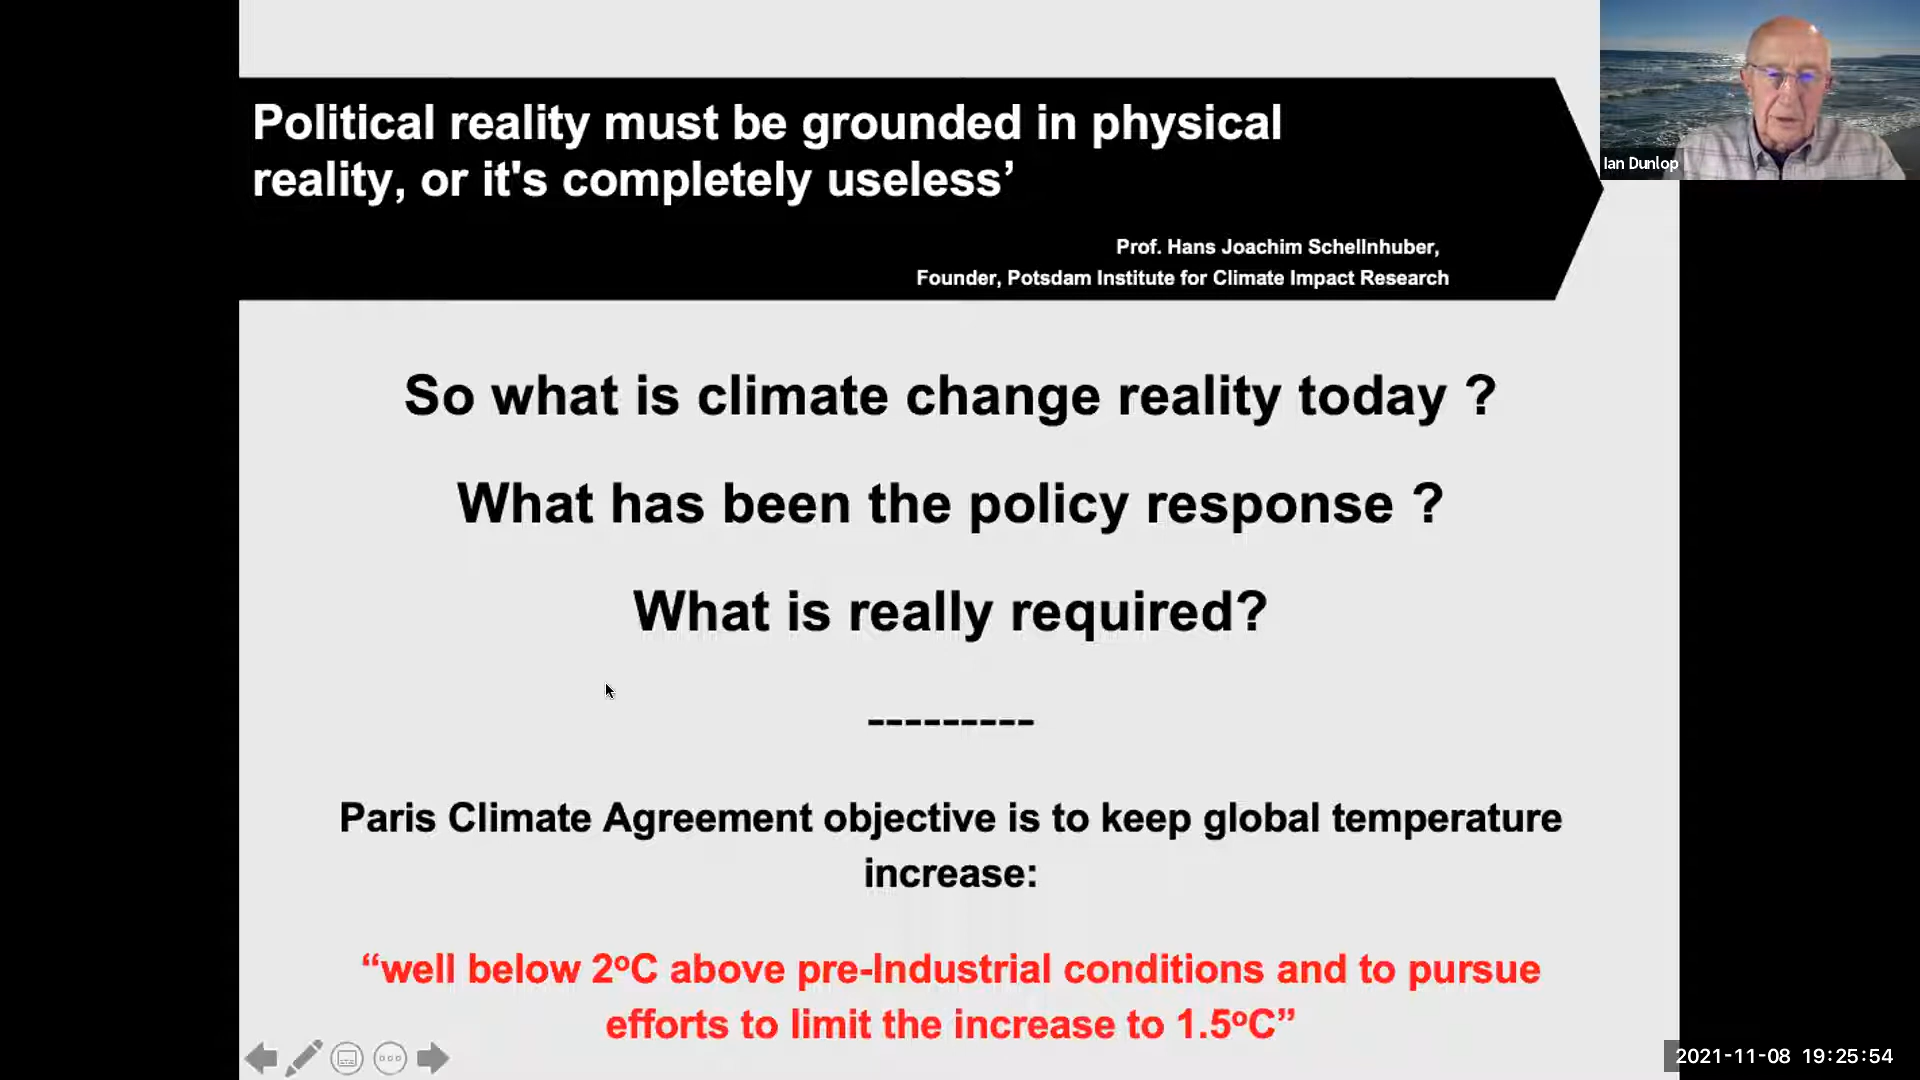 Political reality must be grounded in physical
reality, or it's completely useless’
Prof. Hans Joachim Schellnhuber,
Founder, Potsdam Institute for Climate Impact Research
Ian Dunlop
So what is climate change reality today ?
What has been the policy response ?
What is really required?
---------
Paris Climate Agreement objective is to keep global temperature
increase:
“well below 2ºC above pre-Industrial conditions and to pursue
efforts to limit the increase to 1.5ºC”
2021-11-08 19:25:54